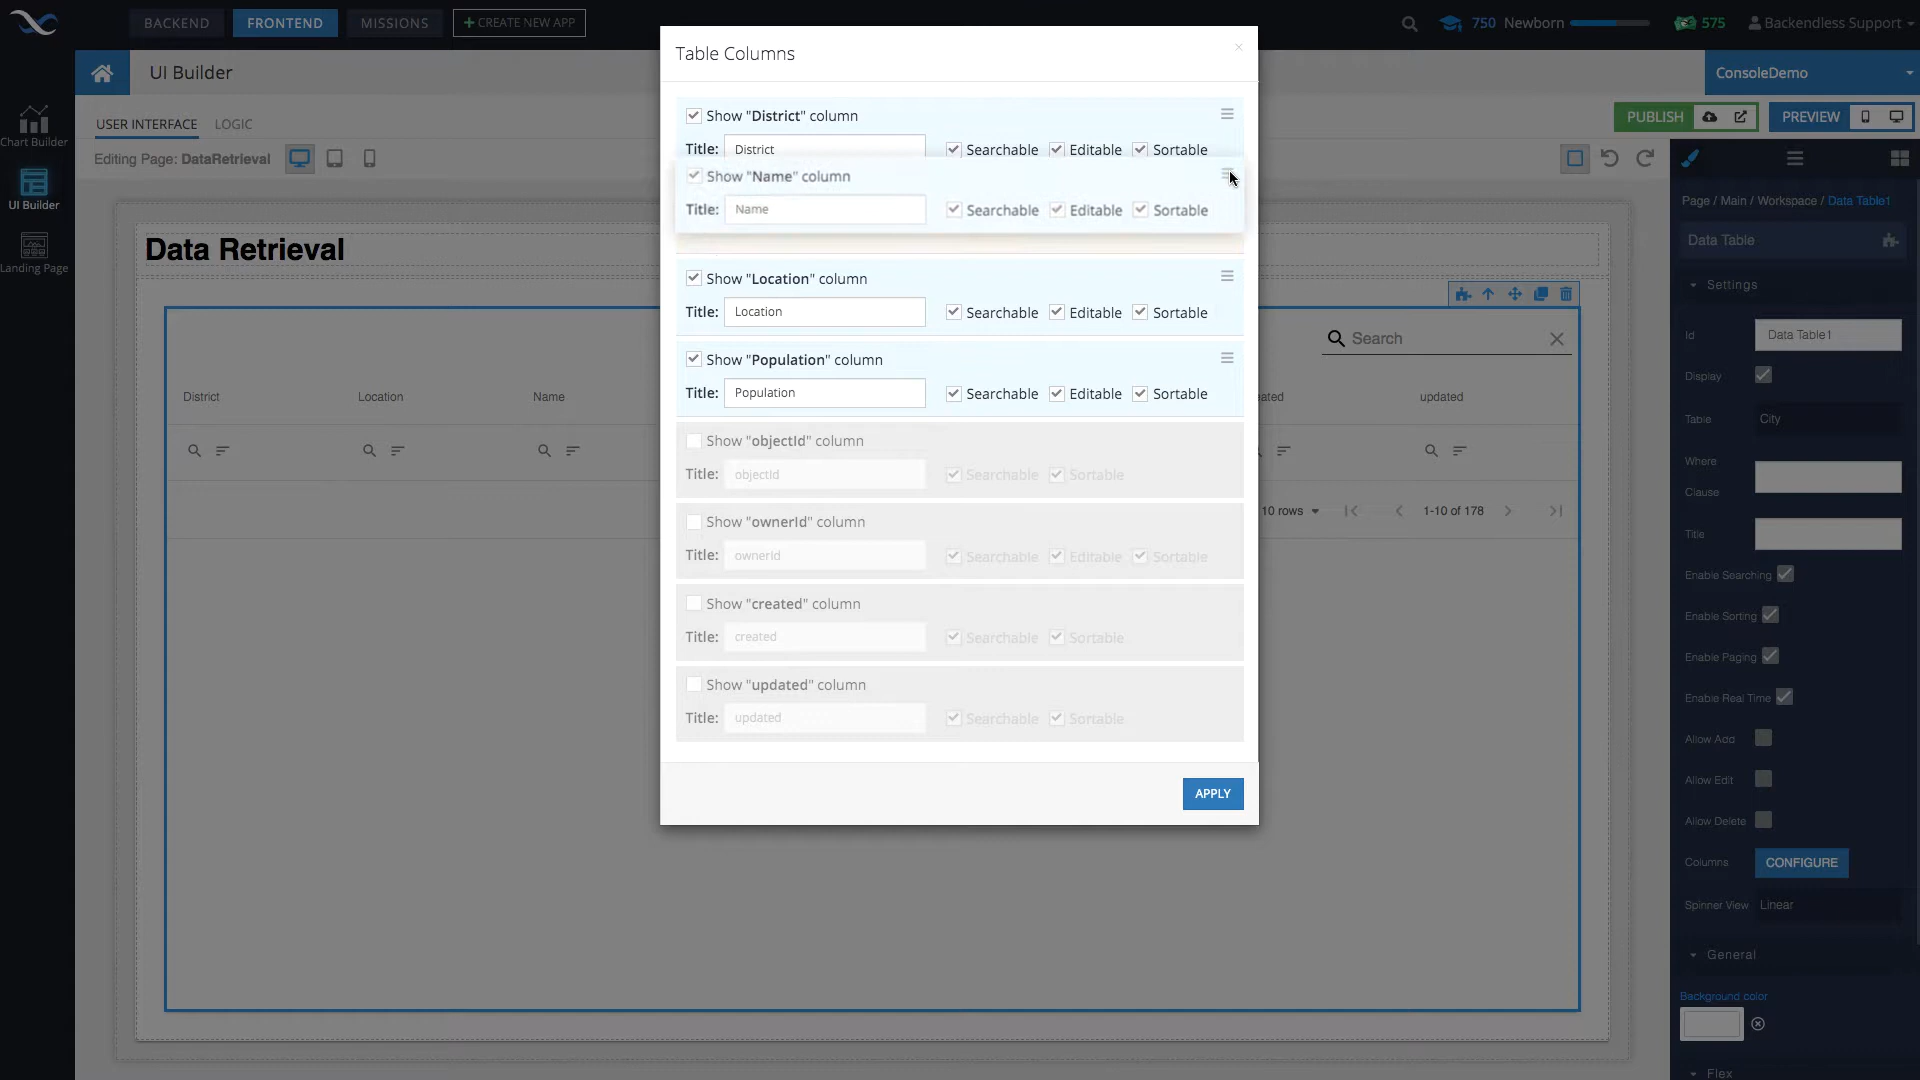 BACKEND
FRONTEND
MISSIONS
+ CREATE NEW APP
750 Newborn
575
Backendless Support
UI Builder
ConsoleDemo
Chart Builder
UI Builder
Landing Page
USER INTERFACE
LOGIC
PUBLISH
PREVIEW
Editing Page: DataRetrieval
Data Retrieval
Search
District
Location
Name
eated
updated
10 rows
1-10 of 178
Table Columns
×
Show "District" column
Title: District Searchable Editable Sortable
Show "Name" column
Title: Name Searchable Editable Sortable
Show "Location" column
Title: Location Searchable Editable Sortable
Show "Population" column
Title: Population Searchable Editable Sortable
Show "objectId" column
Title: objectId Searchable Sortable
Show "ownerId" column
Title: ownerId Searchable Editable Sortable
Show "created" column
Title: created Searchable Sortable
Show "updated" column
Title: updated Searchable Sortable
APPLY
Page / Main / Workspace / Data Table1
Data Table
Settings
Id Data Table1
Display
Table City
Where
Clause
Title
Enable Searching
Enable Sorting
Enable Paging
Enable Real Time
Allow Add
Allow Edit
Allow Delete
Columns CONFIGURE
Spinner View Linear
General
Background color
Flex